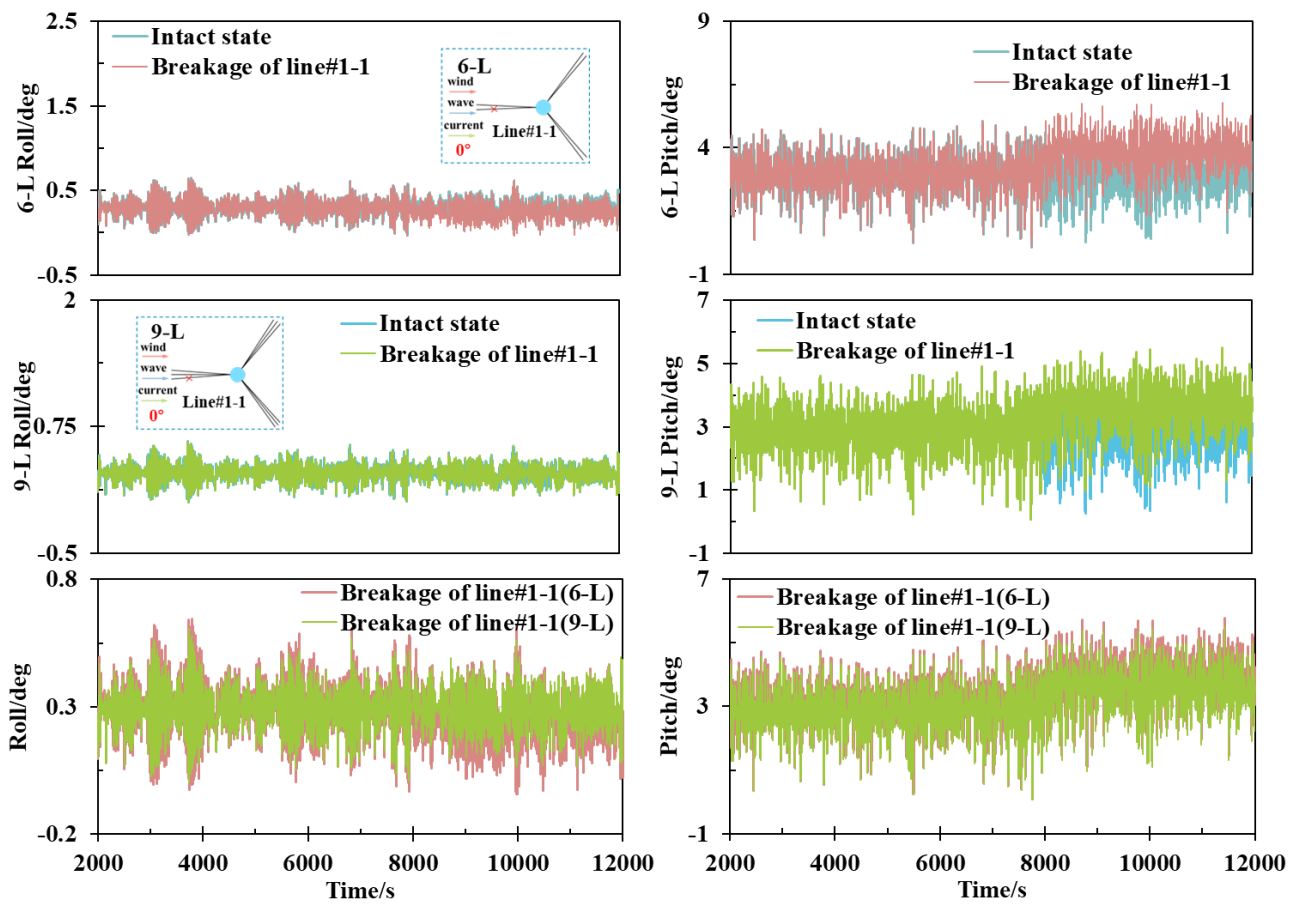 2.5
1.5
0.5
-0.5
6-L Roll/deg
Intact state
Breakage of line#1-1
6-L
wind
wave
current
Line#1-1
0°
9
4
-1
6-L Pitch/deg
Intact state
Breakage of line#1-1
2
0.75
-0.5
9-L Roll/deg
9-L
wind
wave
current
Line#1-1
0°
Intact state
Breakage of line#1-1
7
5
3
1
-1
9-L Pitch/deg
Intact state
Breakage of line#1-1
0.8
0.3
-0.2
Roll/deg
Breakage of line#1-1(6-L)
Breakage of line#1-1(9-L)
2000 4000 6000 8000 10000 12000
Time/s
7
3
-1
Pitch/deg
Breakage of line#1-1(6-L)
Breakage of line#1-1(9-L)
2000 4000 6000 8000 10000 12000
Time/s